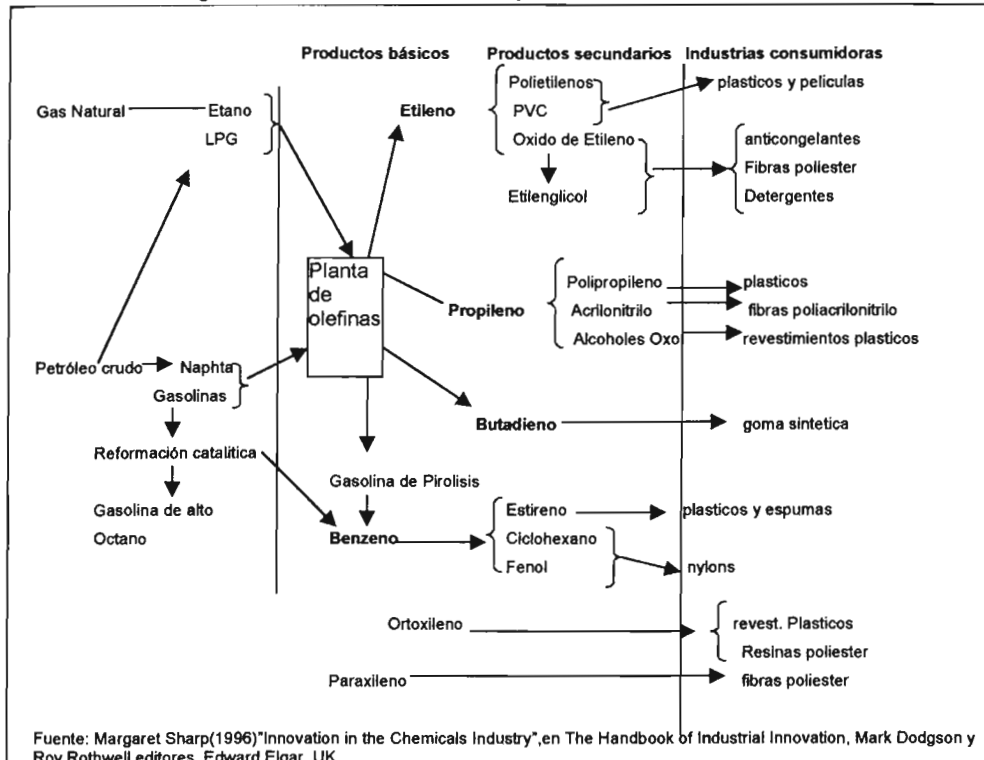 Productos básicos Productos secundarios Industrias consumidoras
Gas Natural Etano
LPG
Etileno
Polietilenos
PVC
Oxido de Etileno
Etilenglicol
plasticos y peliculas
anticongelantes
Fibras poliester
Detergentes
Planta
de
olefinas
Propileno
Polipropileno
Acrilonitrilo
Alcoholes Oxo
plasticos
fibras poliacrilonitrilo
revestimientos plasticos
Petróleo crudo Naphta
Gasolinas
Reformación catalitica
Gasolina de alto
Octano
Butadieno
goma sintetica
Gasolina de Pirolisis
Benzeno
Estireno
Ciclohexano
Fenol
plasticos y espumas
nylons
Ortoxileno
revest. Plasticos
Resinas poliester
Paraxileno
fibras poliester
Fuente: Margaret Sharp(1996)"Innovation in the Chemicals Industry",en The Handbook of Industrial Innovation, Mark Dodgson y
Roy Rothwell editores, Edward Elgar, UK